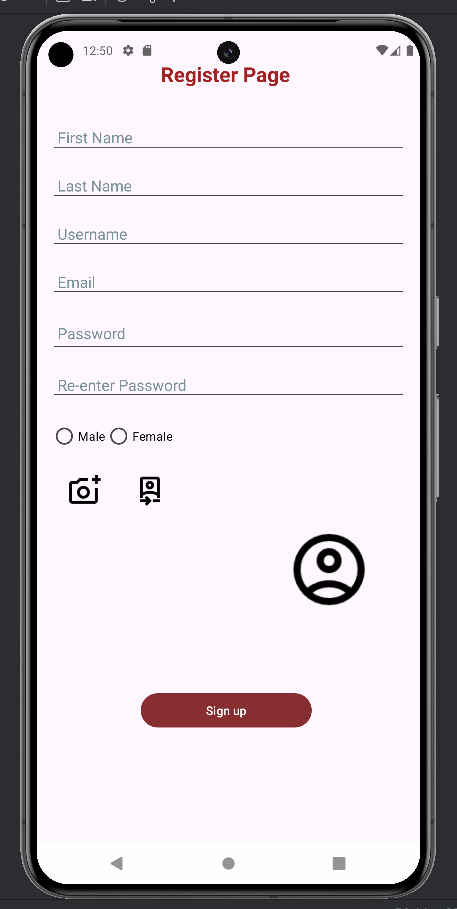 12:50
Register Page
First Name
Last Name
Username
Email
Password
Re-enter Password
Male Female
Sign up